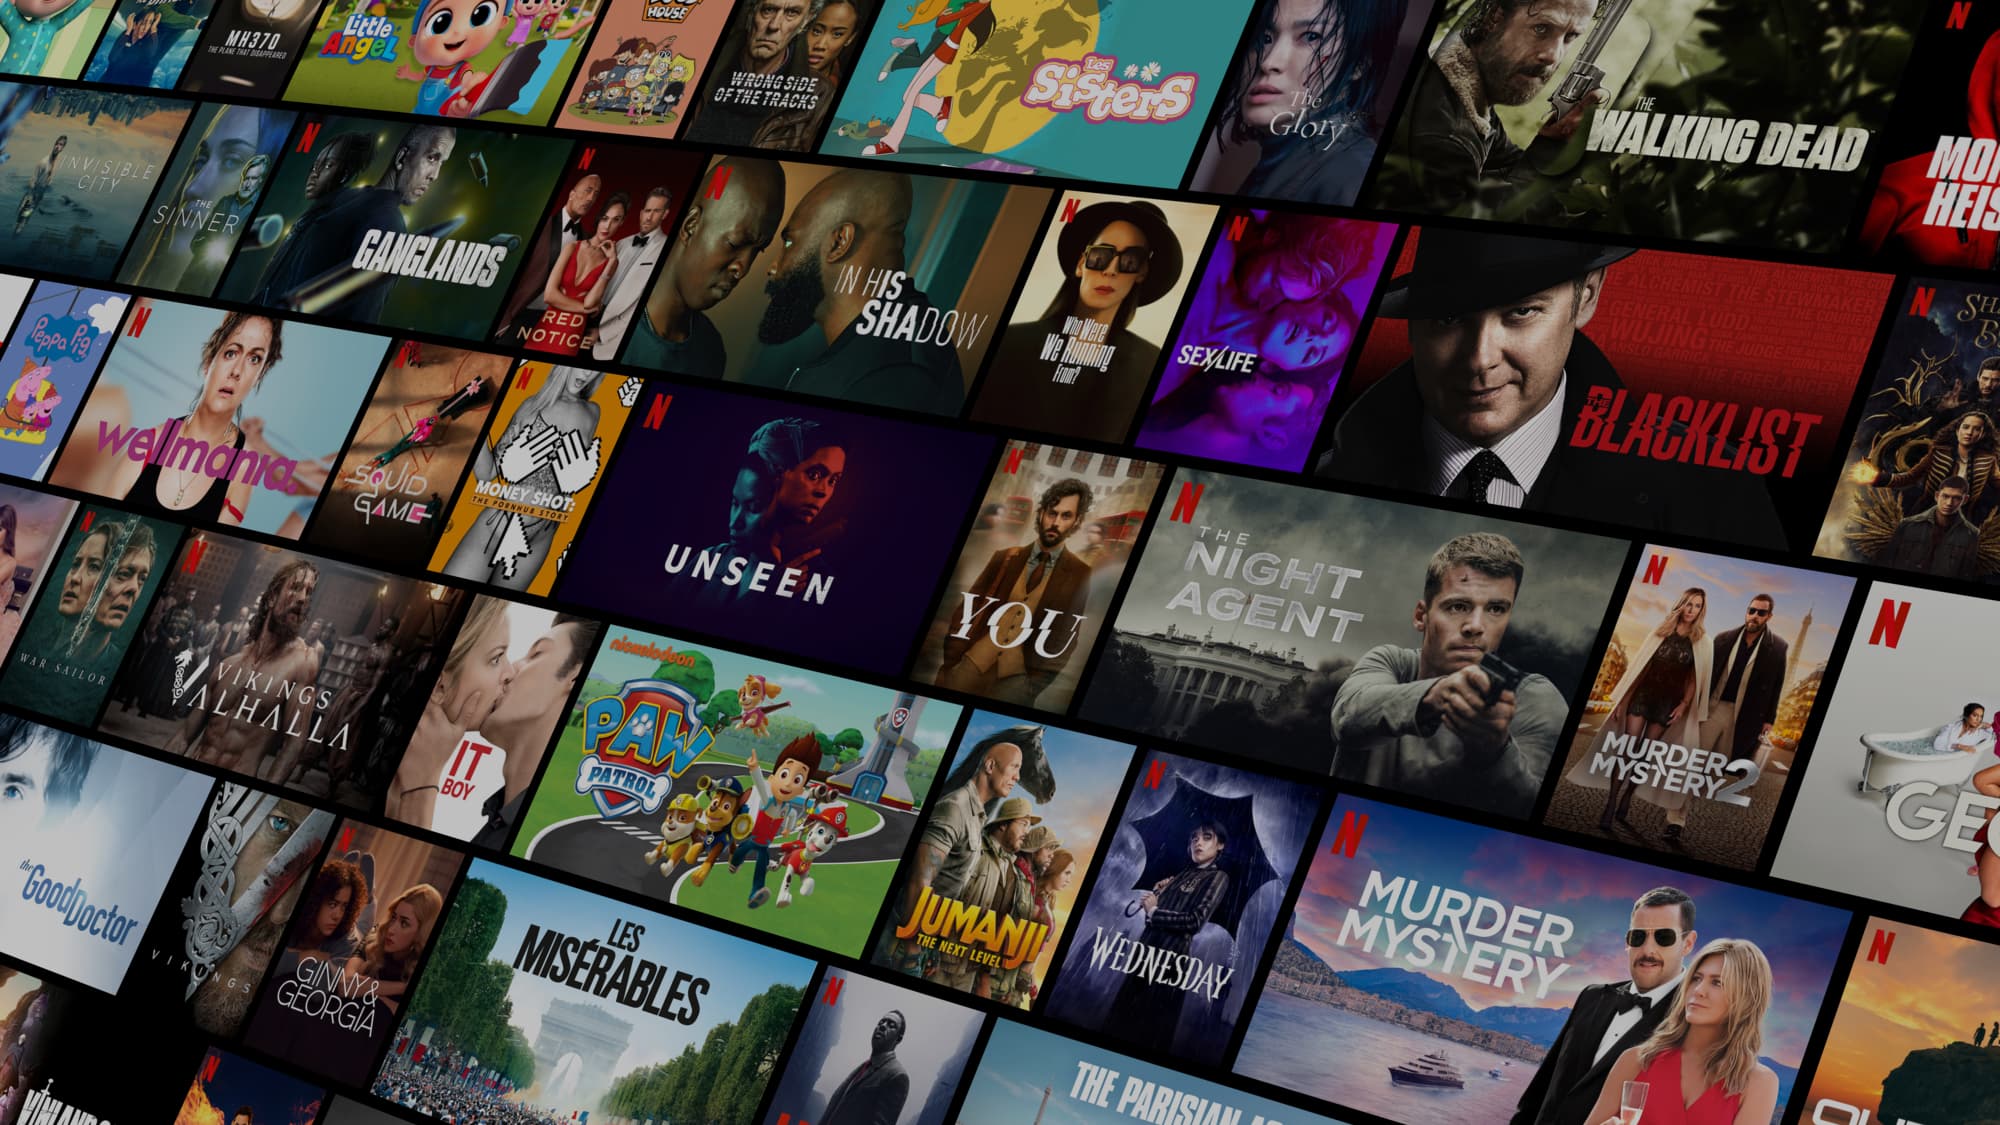 MH370
THE PLANE THAT DISAPPEARED
Little
Angel
HOUSE
WRONG SIDE
OF THE TRACKS
Les
SisterS
The
Glory
THE
WALKING DEAD
N
INVISIBLE
CITY
THE
SINNER
N
GANGLANDS
N
RED
NOTICE
N
IN HIS
SHADOW
N
Who Were
We Running
From?
N
SEX/LIFE
THE
BLACKLIST
N
Peppa Pig
N
wellmania.
N
SQUID
GAME
N
MONEY SHOT:
THE PORNHUB STORY
N
UNSEEN
N
YOU
N
THE
NIGHT
AGENT
N
MURDER
MYSTERY 2
N
N
WAR SAILOR
N
VIKINGS
VALHALLA
IT
BOY
nickelodeon
PAW
PATROL
JUMANJI
THE NEXT LEVEL
N
WEDNESDAY
N
MURDER
MYSTERY
N
the
Good Doctor
VIKINGS
N
GINNY &
GEORGIA
LES
MISÉRABLES
N
THE PARISIAN
N